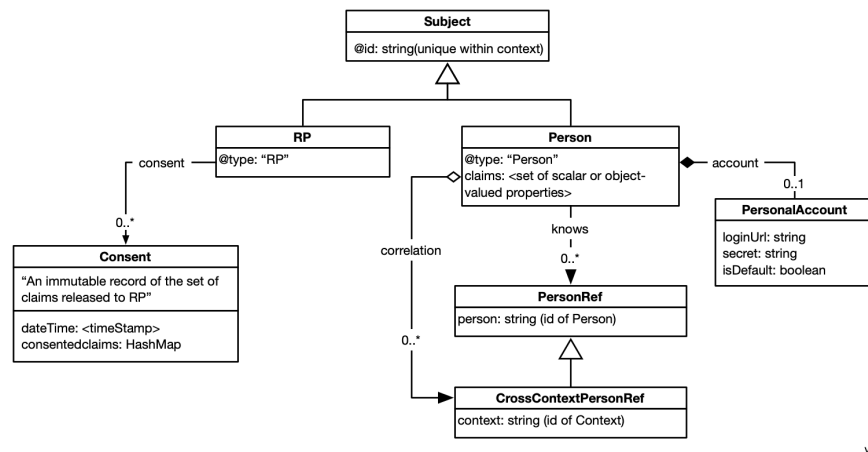 Subject
@id: string(unique within context)
RP
@type: “RP”
Person
@type: “Person”
claims: <set of scalar or object-
valued properties>
consent
0..*
account
0..1
PersonalAccount
loginUrl: string
secret: string
isDefault: boolean
correlation
0..*
knows
0..*
Consent
“An immutable record of the set of
claims released to RP”
dateTime: <timeStamp>
consentedclaims: HashMap
PersonRef
person: string (id of Person)
CrossContextPersonRef
context: string (id of Context)